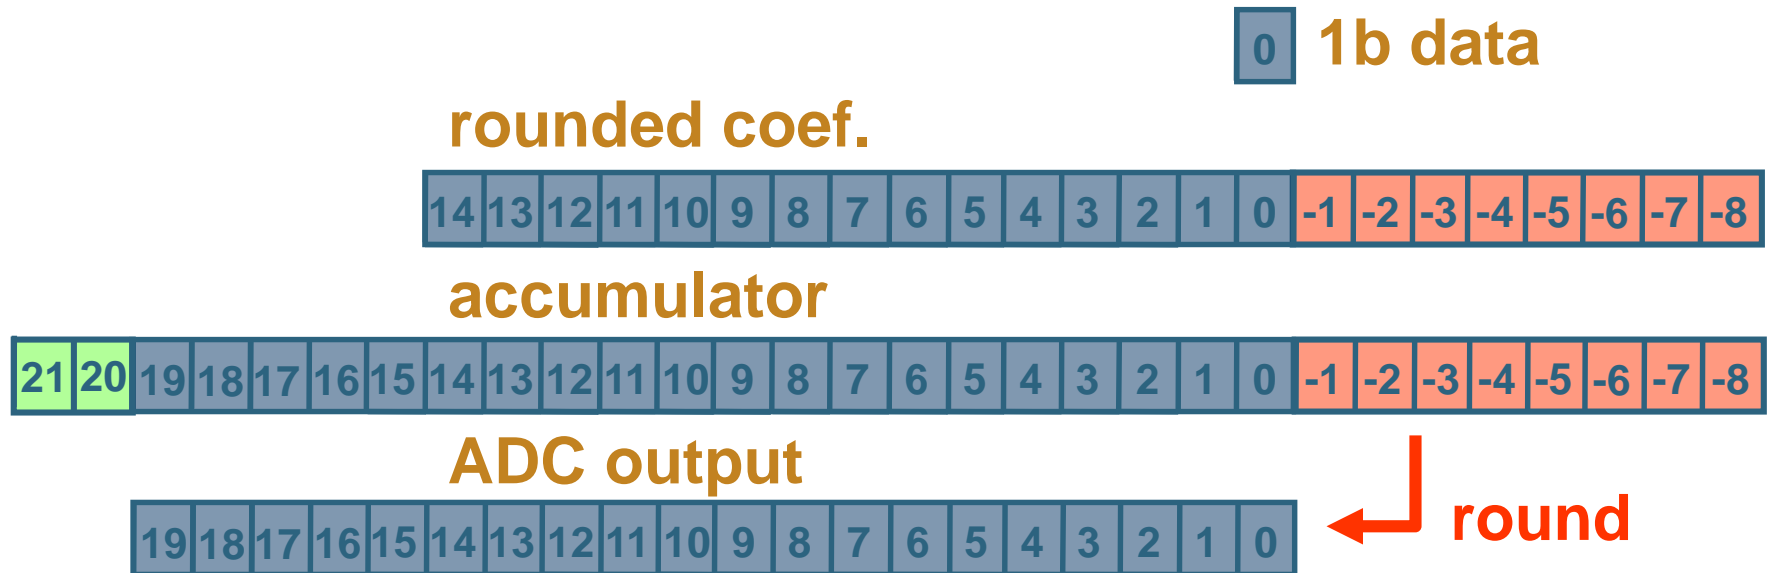 0 1b data
rounded coef.
14 13 12 11 10 9 8 7 6 5 4 3 2 1 0 -1 -2 -3 -4 -5 -6 -7 -8
accumulator
21 20 19 18 17 16 15 14 13 12 11 10 9 8 7 6 5 4 3 2 1 0 -1 -2 -3 -4 -5 -6 -7 -8
ADC output
19 18 17 16 15 14 13 12 11 10 9 8 7 6 5 4 3 2 1 0 round